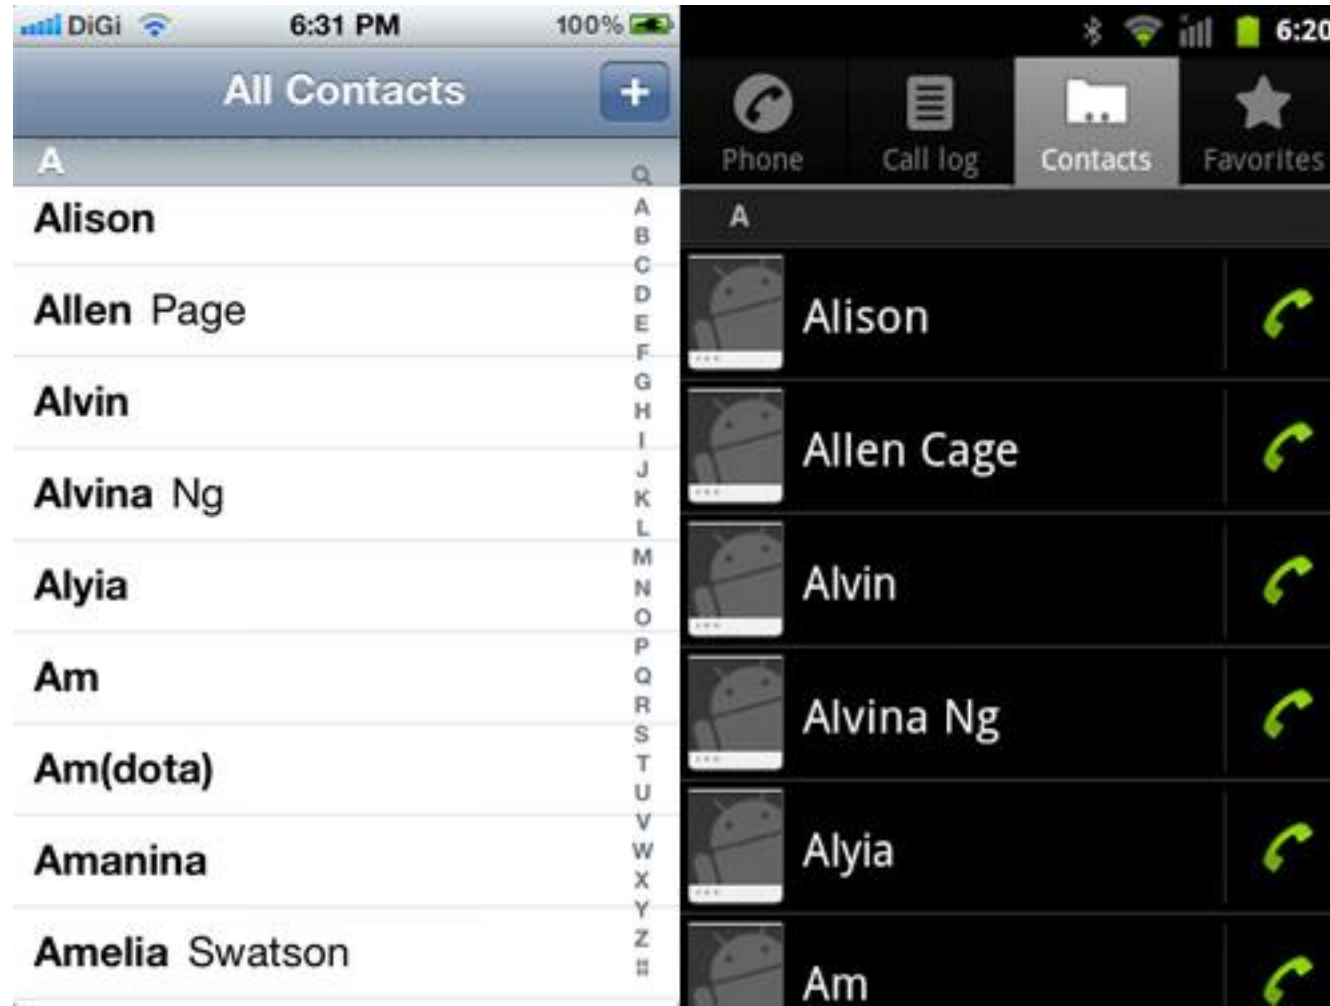 DiGi 6:31 PM 100%
All Contacts +
A
Alison
Allen Page
Alvin
Alvina Ng
Alyia
Am
Am(dota)
Amanina
Amelia Swatson
A
B
C
D
E
F
G
H
I
J
K
L
M
N
O
P
Q
R
S
T
U
V
W
X
Y
Z
#
6:20
Phone Call log Contacts Favorites
A
Alison
Allen Cage
Alvin
Alvina Ng
Alyia
Am